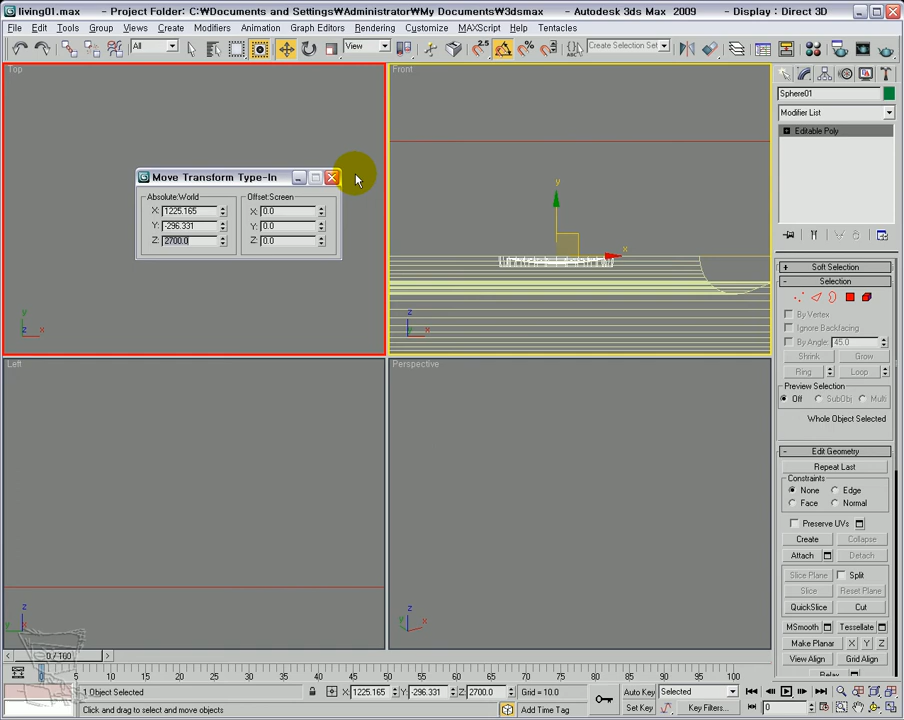 living01.max - Project Folder: C:₩Documents and Settings₩Administrator₩My Documents₩3dsmax - Autodesk 3ds Max 2009 - Display : Direct 3D
File Edit Tools Group Views Create Modifiers Animation Graph Editors Rendering Customize MAXScript Help Tentacles
All View 2.5 Create Selection Set
Top
Front
Move Transform Type-In
Absolute:World Offset:Screen
X: 1225.165 X: 0.0
Y: -296.331 Y: 0.0
Z: 2700.0 Z: 0.0
y
x
z
y
x
z
x
Left
Perspective
z
y
z
x
Sphere01
Modifier List
Editable Poly
+ Soft Selection
- Selection
By Vertex
Ignore Backfacing
By Angle: 45.0
Shrink Grow
Ring Loop
Preview Selection
Off SubObj Multi
Whole Object Selected
- Edit Geometry
Repeat Last
Constraints
None Edge
Face Normal
Preserve UVs
Create Collapse
Attach Detach
Slice Plane Split
Slice Reset Plane
QuickSlice Cut
MSmooth Tessellate
Make Planar X Y Z
View Align Grid Align
Relax
0 / 100
0 5 10 15 20 25 30 35 40 45 50 55 60 65 70 75 80 85 90 95 100
1 Object Selected X: 1225.165 Y: -296.331 Z: 2700.0 Grid = 10.0 Auto Key Selected
Click and drag to select and move objects Add Time Tag Set Key Key Filters... 0